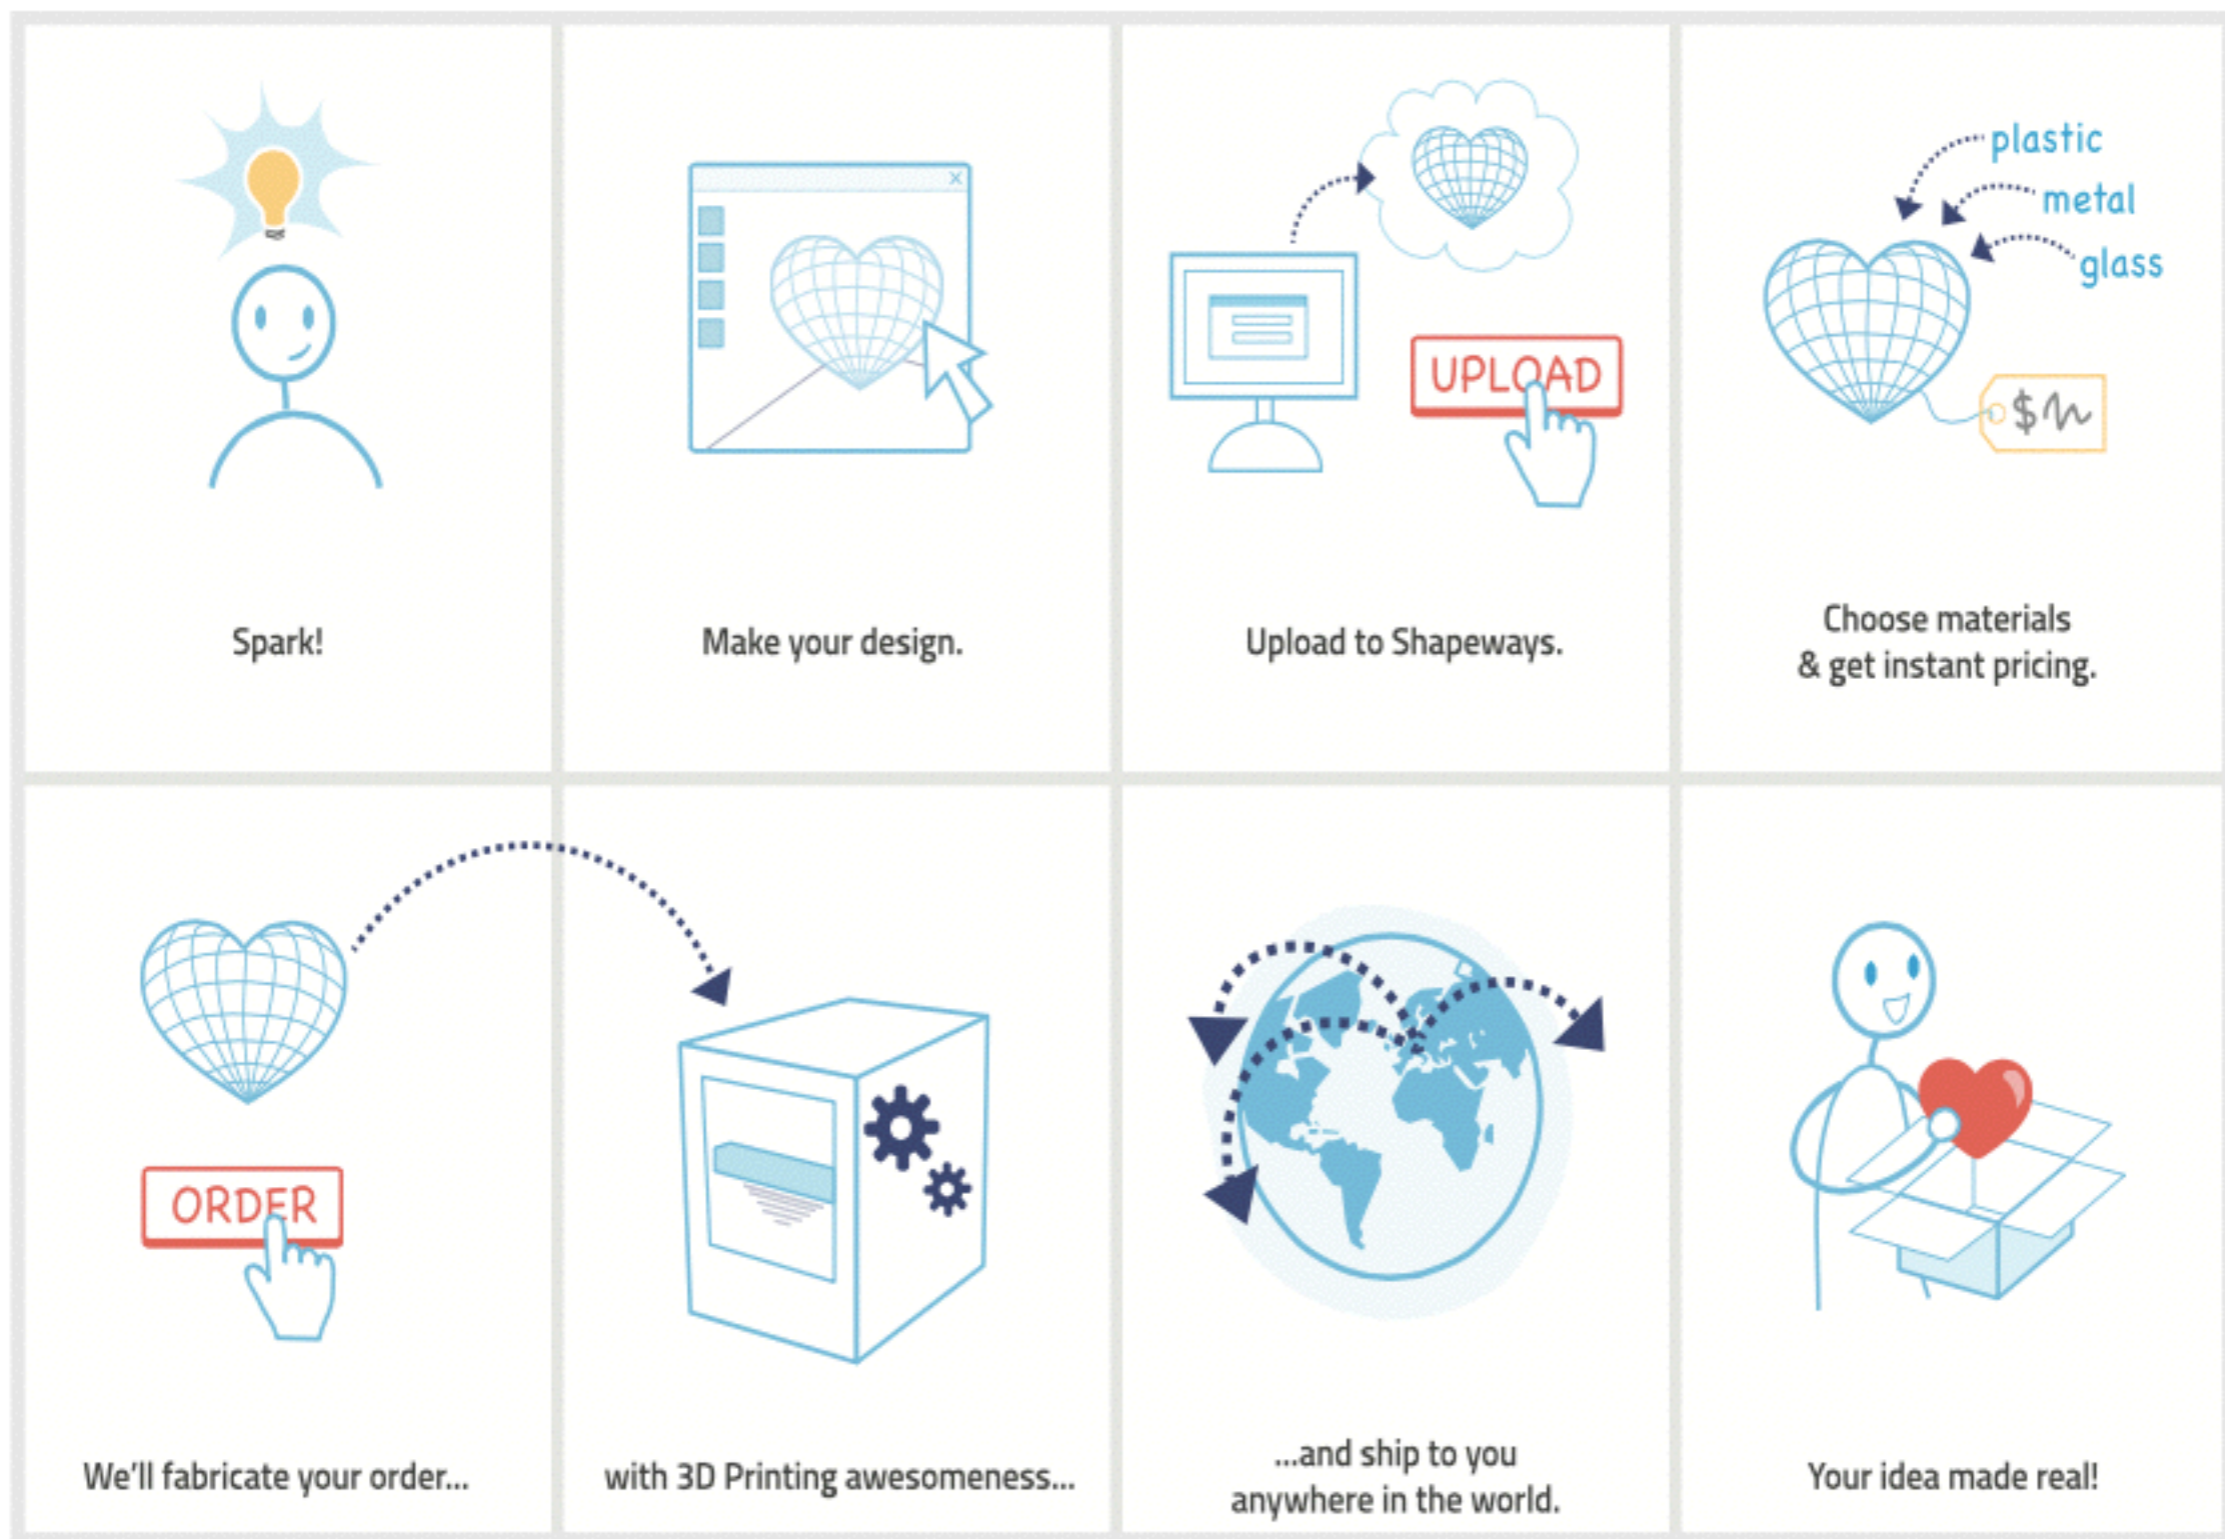 plastic
metal
glass
UPLOAD
$
Spark!
Make your design.
Upload to Shapeways.
Choose materials
& get instant pricing.
ORDER
We'll fabricate your order...
with 3D Printing awesomeness...
...and ship to you
anywhere in the world.
Your idea made real!